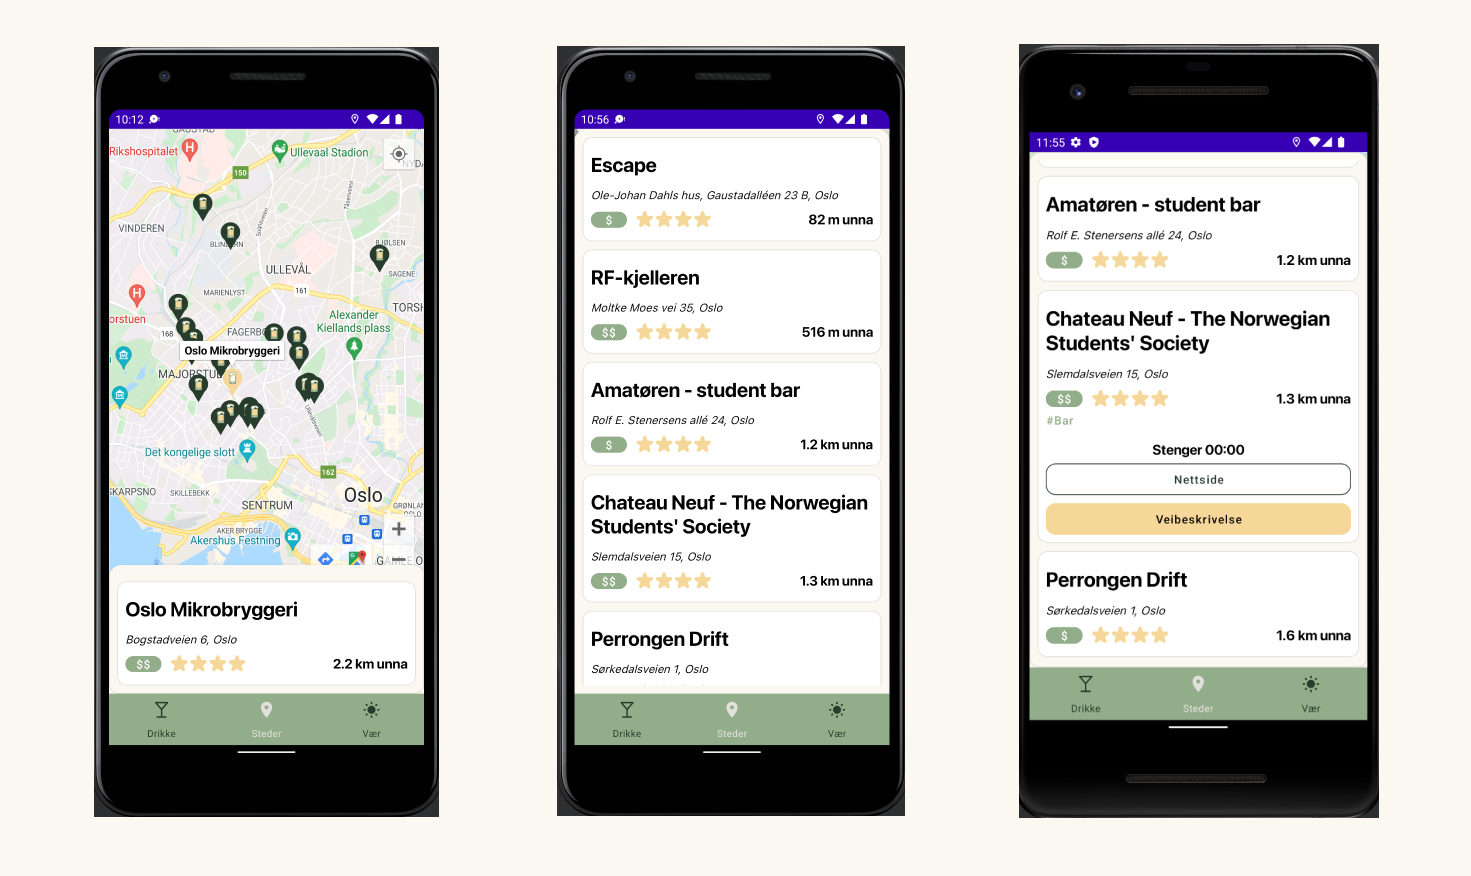 10:12
GAUSTAD
Rikshospitalet
H
Ullevaal Stadion
NYDA
150
Tåsenveien
VINDEREN
Sognsveien
BLINDERN
BJØLSEN
ULLEVÅL
SAGENE
H
MARIENLYST
161
orstuen
TORSH
Alexander
Kiellands plass
168
FAGERBO
Oslo Mikrobryggeri
MAJORSTUE
Ullevålsveien
Det kongelige slott
162
SKARPSNO
SKILLEBEKK
SENTRUM
Oslo
GRØNLAN
OSLO
AKER BRYGGE
Akershus Festning
+
GAMLE O
Oslo Mikrobryggeri
Bogstadveien 6, Oslo
$$
2.2 km unna
Drikke
Steder
Vær
10:56
Escape
Ole-Johan Dahls hus, Gaustadalléen 23 B, Oslo
$
82 m unna
RF-kjelleren
Moltke Moes vei 35, Oslo
$$
516 m unna
Amatøren - student bar
Rolf E. Stenersens allé 24, Oslo
$
1.2 km unna
Chateau Neuf - The Norwegian
Students' Society
Slemdalsveien 15, Oslo
$$
1.3 km unna
Perrongen Drift
Sørkedalsveien 1, Oslo
Drikke
Steder
Vær
11:55
Amatøren - student bar
Rolf E. Stenersens allé 24, Oslo
$
1.2 km unna
Chateau Neuf - The Norwegian
Students' Society
Slemdalsveien 15, Oslo
$$
1.3 km unna
#Bar
Stenger 00:00
Nettside
Veibeskrivelse
Perrongen Drift
Sørkedalsveien 1, Oslo
$
1.6 km unna
Drikke
Steder
Vær